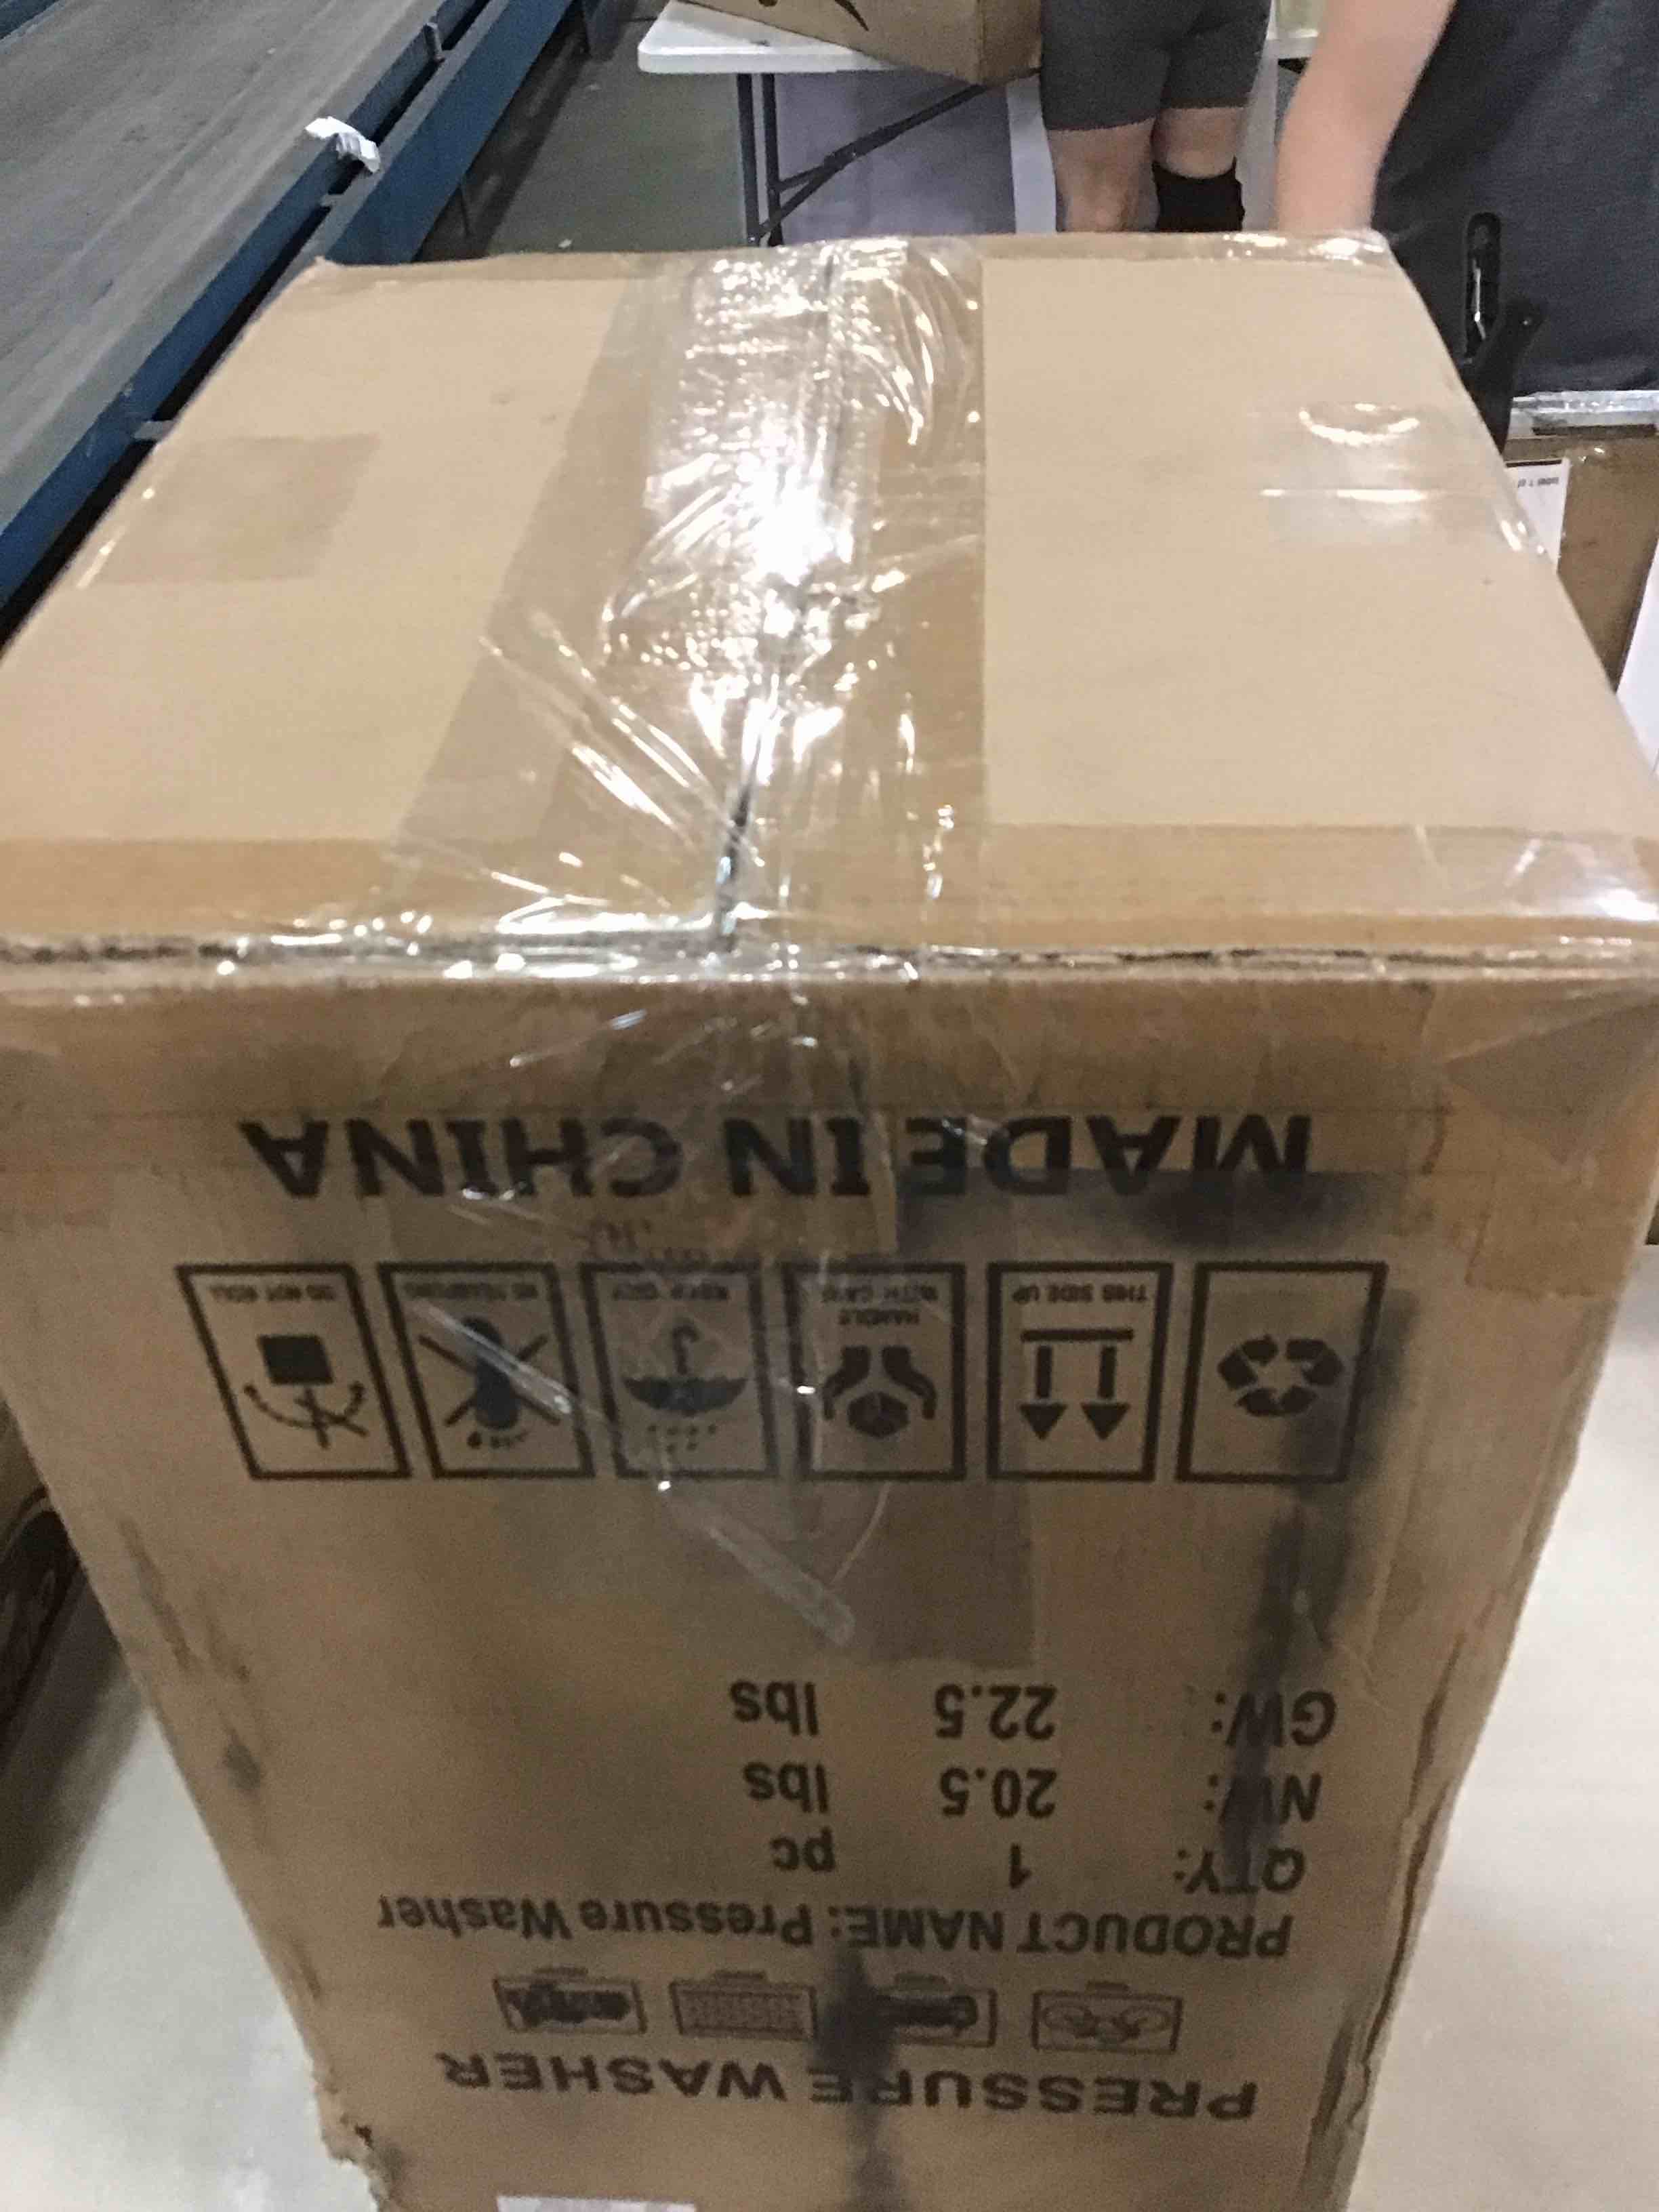 PRESSURE WASHER
PRODUCT NAME: Pressure Washer
QTY: 1 pc
NW: 20.5 lbs
GW: 22.5 lbs
THIS SIDE UP
HANDLE
WITH CARE
KEEP DRY
DO NOT ROLL
MADE IN CHINA